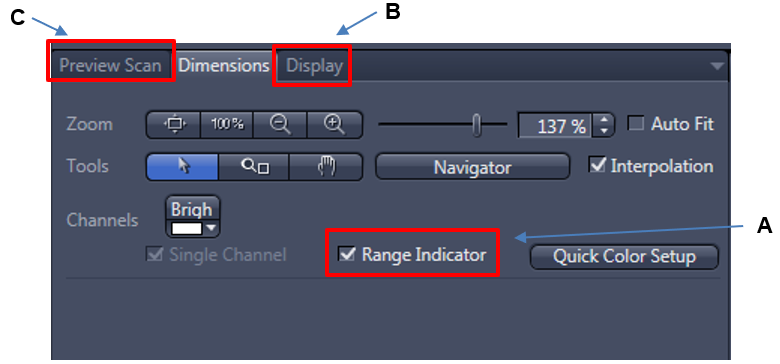 C
B
Preview Scan Dimensions Display
Zoom 100% 137 % Auto Fit
Tools Navigator Interpolation
Channels Brigh
A
Single Channel Range Indicator Quick Color Setup